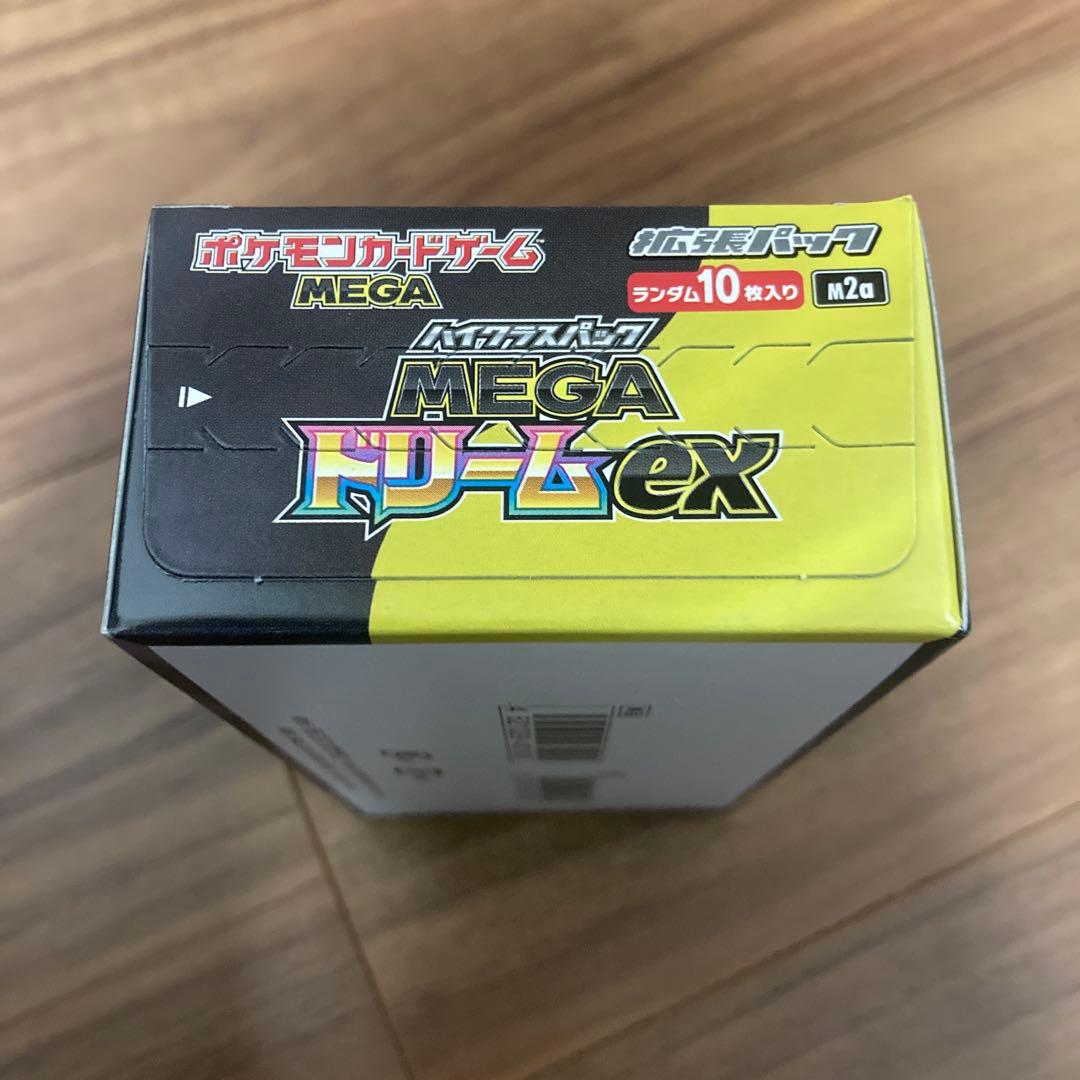 ポケモンカードゲーム
MEGA
拡張パック
ランダム10枚入り
M2a
ハイクラスパック
MEGA
ドリームex